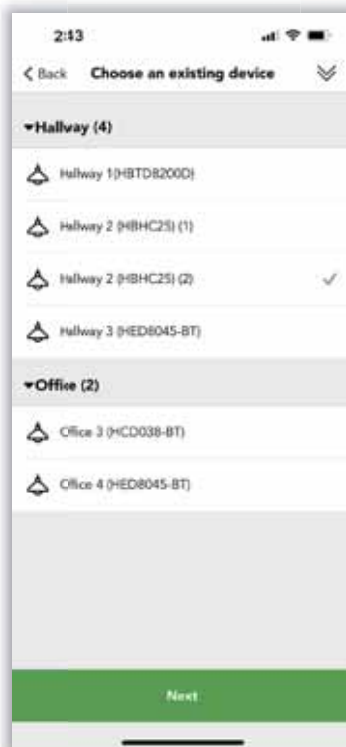 2:13
Back Choose an existing device
Hallway (4)
Hallway 1(HBTD8200D)
Hallway 2 (HBHC25) (1)
Hallway 2 (HBHC25) (2)
Hallway 3 (HED8045-BT)
Office (2)
Office 3 (HCD038-BT)
Office 4 (HED8045-BT)
Next